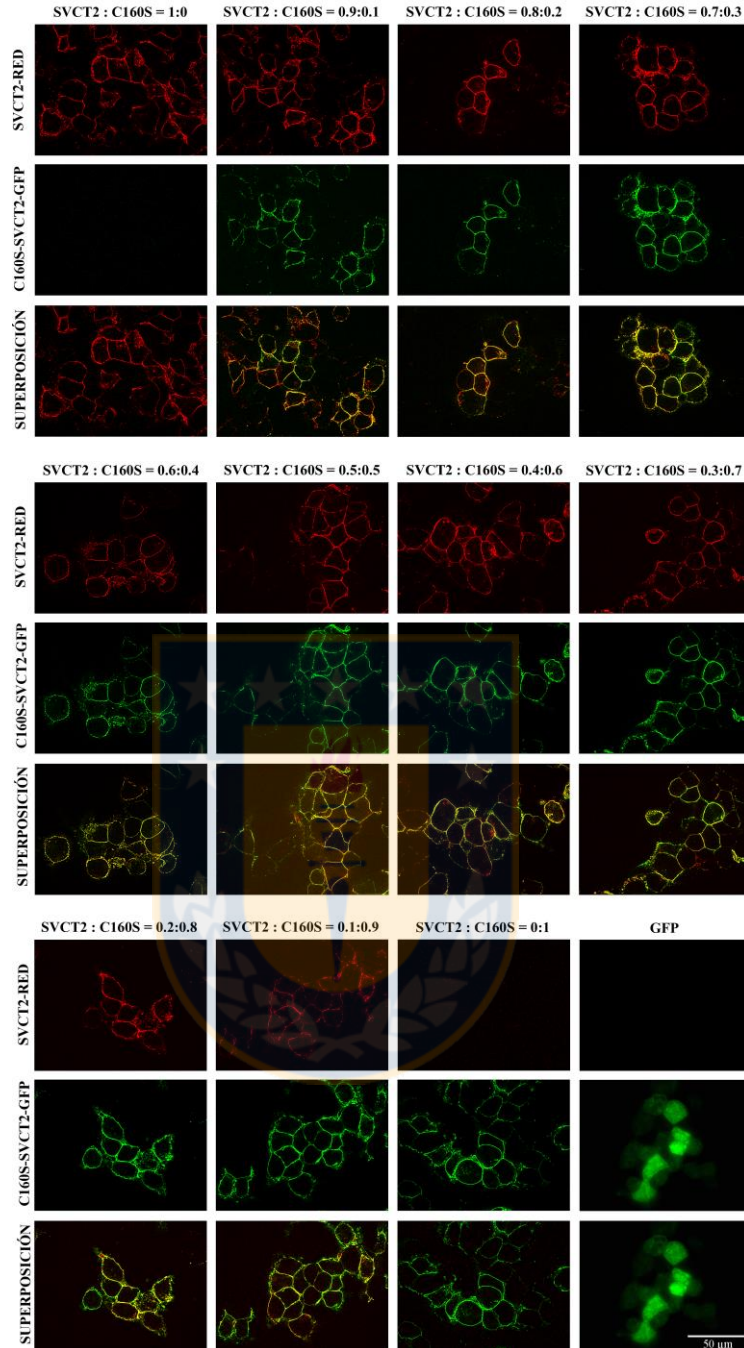 SVCT2 : C160S = 1:0 SVCT2 : C160S = 0.9:0.1 SVCT2 : C160S = 0.8:0.2 SVCT2 : C160S = 0.7:0.3
SVCT2-RED
C160S-SVCT2-GFP
SUPERPOSICIÓN
SVCT2 : C160S = 0.6:0.4 SVCT2 : C160S = 0.5:0.5 SVCT2 : C160S = 0.4:0.6 SVCT2 : C160S = 0.3:0.7
SVCT2-RED
C160S-SVCT2-GFP
SUPERPOSICIÓN
SVCT2 : C160S = 0.2:0.8 SVCT2 : C160S = 0.1:0.9 SVCT2 : C160S = 0:1 GFP
SVCT2-RED
C160S-SVCT2-GFP
SUPERPOSICIÓN
50 µm